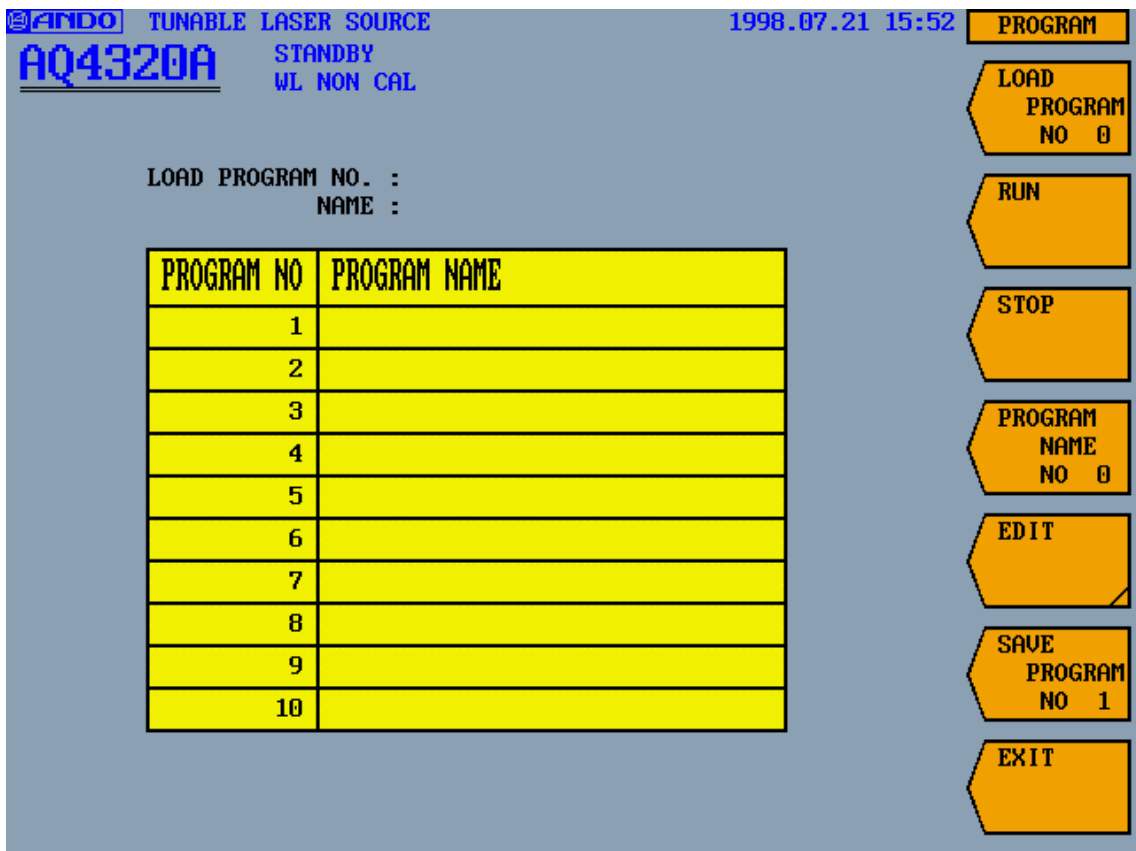 ANDO TUNABLE LASER SOURCE 1998.07.21 15:52 PROGRAM
AQ4320A STANDBY
WL NON CAL
LOAD PROGRAM NO. :
NAME :
PROGRAM NO PROGRAM NAME
1
2
3
4
5
6
7
8
9
10
LOAD
PROGRAM
NO 0
RUN
STOP
PROGRAM
NAME
NO 0
EDIT
SAVE
PROGRAM
NO 1
EXIT